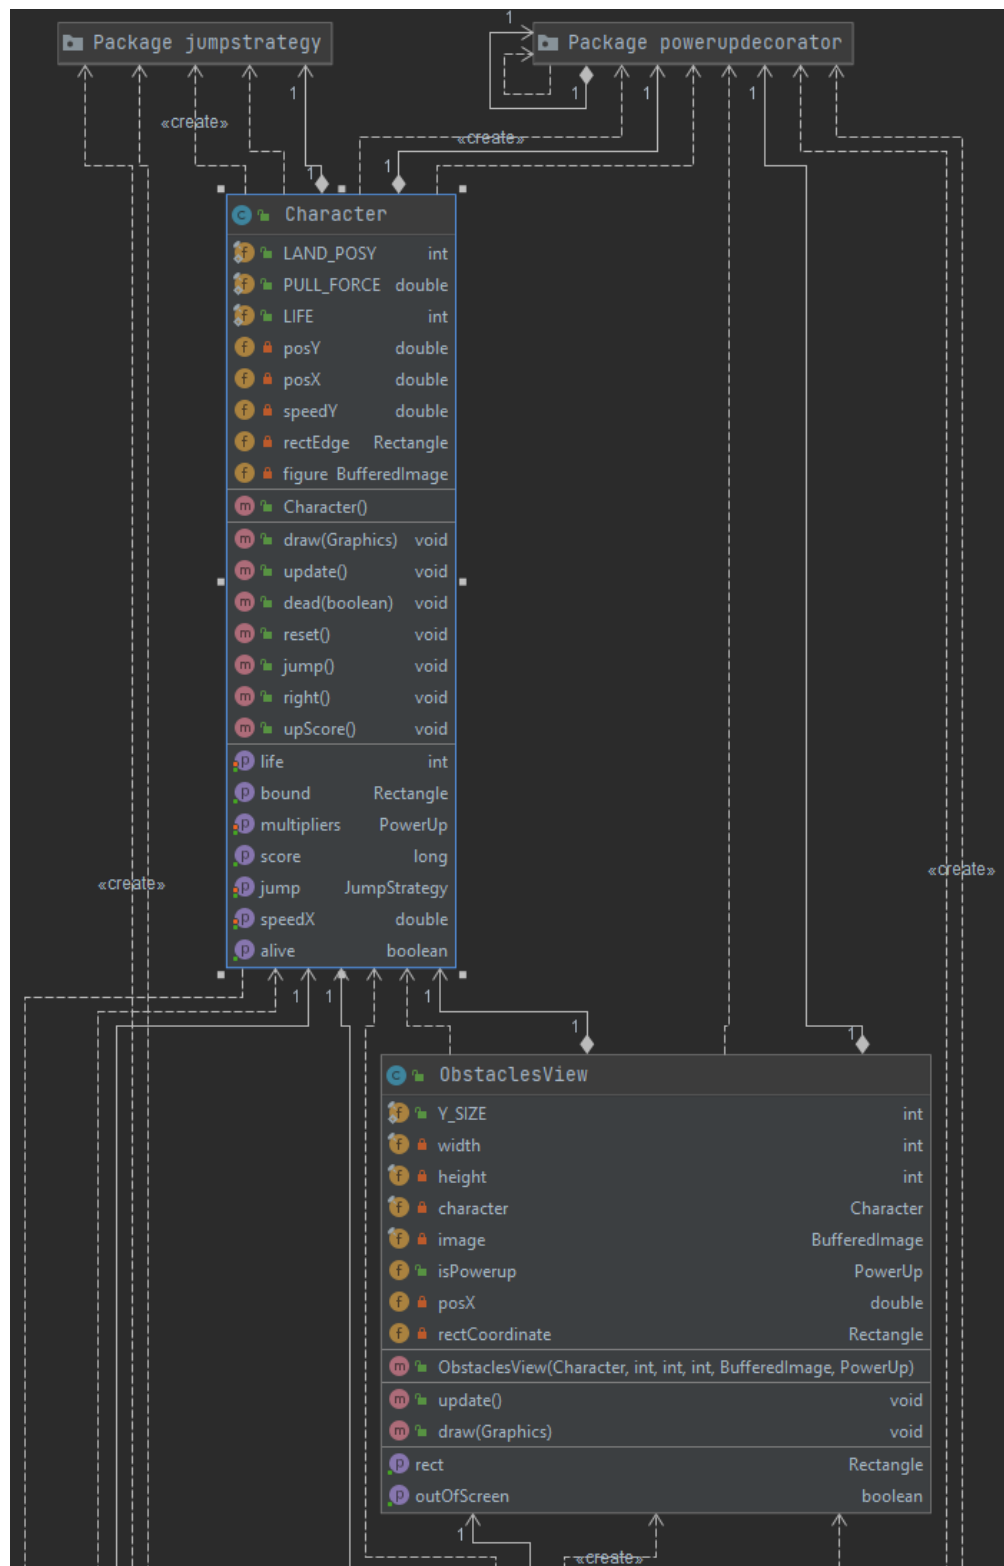 1
Package jumpstrategy
Package powerupdecorator
1
1
1
1
«create»
«create»
1
1
Character
LAND_POSY int
PULL_FORCE double
LIFE int
posY double
posX double
speedY double
rectEdge Rectangle
figure BufferedImage
Character()
draw(Graphics) void
update() void
dead(boolean) void
reset() void
jump() void
right() void
upScore() void
life int
bound Rectangle
multipliers PowerUp
score long
jump JumpStrategy
speedX double
alive boolean
«create»
«create»
1
1
1
1
1
ObstaclesView
Y_SIZE int
width int
height int
character Character
image BufferedImage
isPowerup PowerUp
posX double
rectCoordinate Rectangle
ObstaclesView(Character, int, int, int, BufferedImage, PowerUp)
update() void
draw(Graphics) void
rect Rectangle
outOfScreen boolean
1
«create»